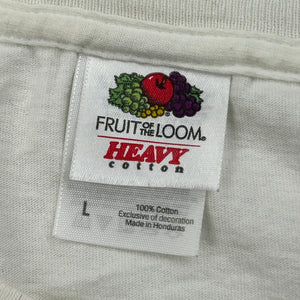 FRUIT OF THE LOOM®
HEAVY
cotton
L
100% Cotton
Exclusive of decoration
Made in Honduras